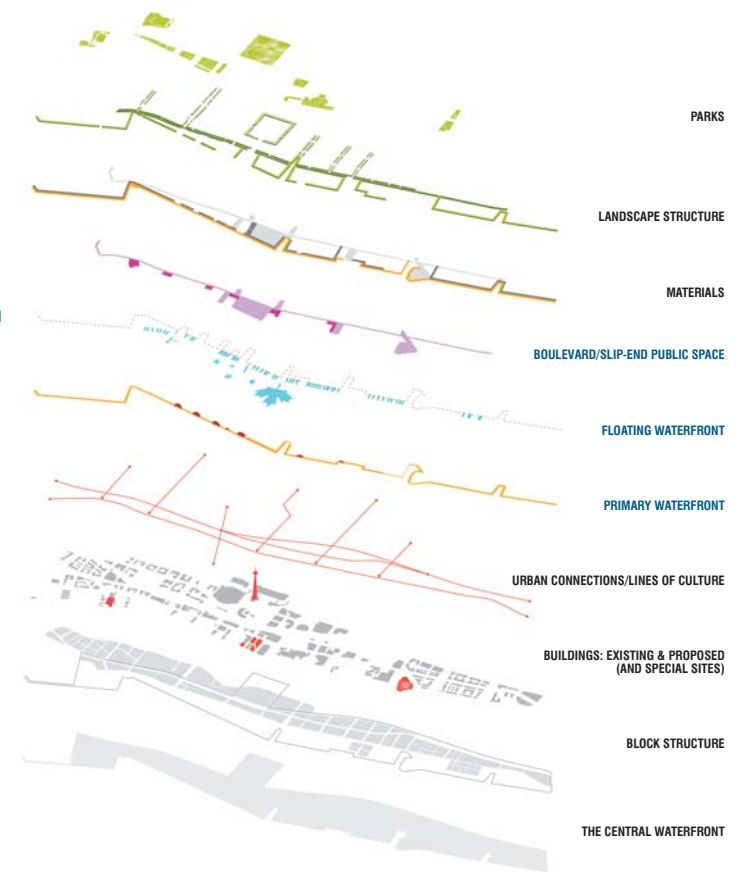 PARKS
LANDSCAPE STRUCTURE
MATERIALS
BOULEVARD/SLIP-END PUBLIC SPACE
FLOATING WATERFRONT
PRIMARY WATERFRONT
URBAN CONNECTIONS/LINES OF CULTURE
BUILDINGS: EXISTING & PROPOSED
(AND SPECIAL SITES)
BLOCK STRUCTURE
THE CENTRAL WATERFRONT